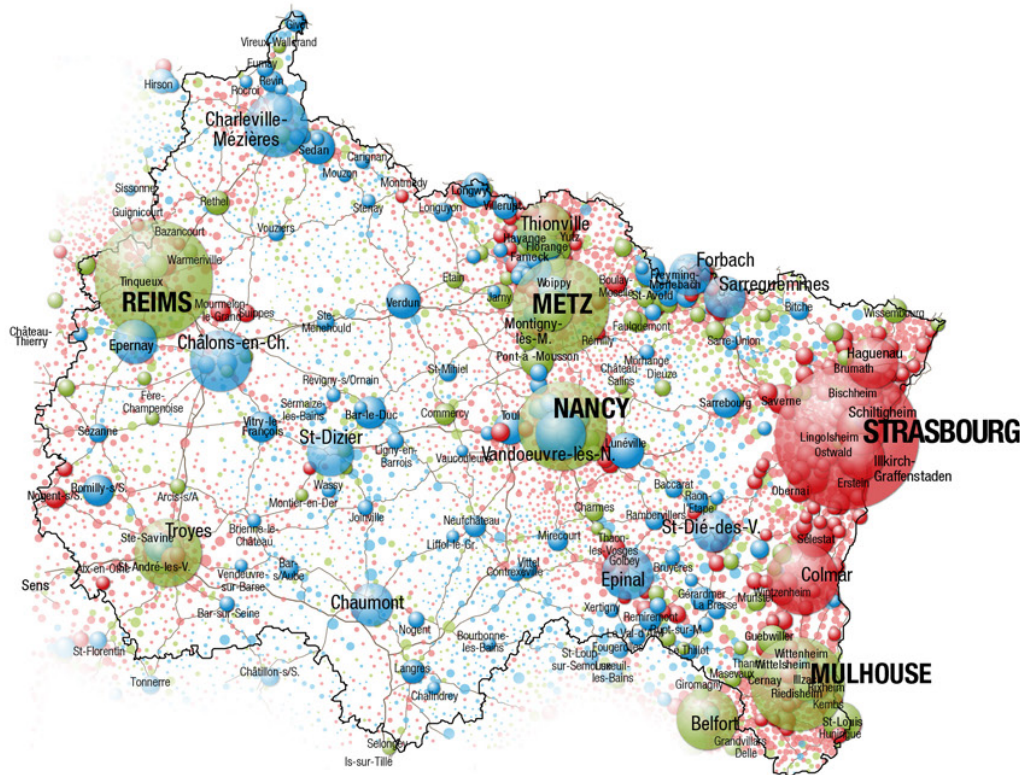 Givet
Vireux-Wallerand
Fumay
Hirson
Revin
Rocroi
Charleville-
Mézières
Sedan
Carignan
Mouzon
Sissonne
Montmédy
Longwy
Rethel
Stenay
Longuyon
Villerupt
Guignicourt
Thionville
Bazancourt
Vouziers
Hayange
Yutz
Florange
Fameck
Forbach
Warmeriville
Tinqueux
Etain
Woippy
Boulay
Moselle
Freyming-
Merlebach
St-Avold
Sarreguemines
REIMS
Verdun
Jarny
METZ
Bitche
Wissembourg
Mourmelon-
le-Grand
Suippes
Ste-
Menehould
Montigny-
lès-M.
Faulquemont
Rémilly
Château-
Thierry
Epernay
Châlons-en-Ch.
Sarre-Union
Pont-à-Mousson
Morhange
Dieuze
Haguenau
Brumath
St-Mihiel
Château-
Salins
Révigny-s/Ornain
Bischheim
Fère-
Champenoise
Sermaize-
les-Bains
Bar-le-Duc
Commercy
Toul
NANCY
Sarrebourg
Saverne
Schiltigheim
STRASBOURG
Sézanne
Vitry-le-
François
St-Dizier
Ligny-en-
Barrois
Vaucouleurs
Vandoeuvre-lès-N.
Lunéville
Lingolsheim
Ostwald
Illkirch-
Graffenstaden
Erstein
Obernai
Nogent-s/S.
Romilly-s/S.
Arcis-s/A
Wassy
Montier-en-Der
Joinville
Baccarat
Raon-
Etape
Charmes
Rambervillers
St-Dié-des-V.
Ste-Savine
Troyes
Brienne-le-
Château
Neufchâteau
Liffol-le-Gr.
Mirecourt
Thaon-
les-Vosges
Golbey
Sélestat
St-André-les-V.
Aix-en-Othe
Sens
Vendeuvre-
sur-Barse
Bar-
s/Aube
Vittel
Contrexéville
Epinal
Bruyères
Colmar
Wintzenheim
Munster
Bar-sur-Seine
Chaumont
Xertigny
Gérardmer
La Bresse
Remiremont
Nogent
Bourbonne-
les-Bains
Guebwiller
St-Florentin
Tonnerre
Châtillon-s/S.
Langres
Chalindrey
Wittenheim
Wittelsheim
Cernay
Masevaux
MULHOUSE
Giromagny
Riedisheim
Kembs
Belfort
St-Louis
Huningue
Grandvillars
Delle
Selongey
Is-sur-Tille